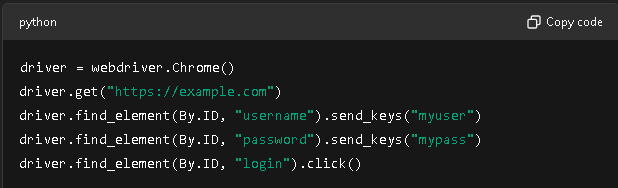 python
Copy code
driver = webdriver.Chrome()
driver.get("https://example.com")
driver.find_element(By.ID, "username").send_keys("myuser")
driver.find_element(By.ID, "password").send_keys("mypass")
driver.find_element(By.ID, "login").click()